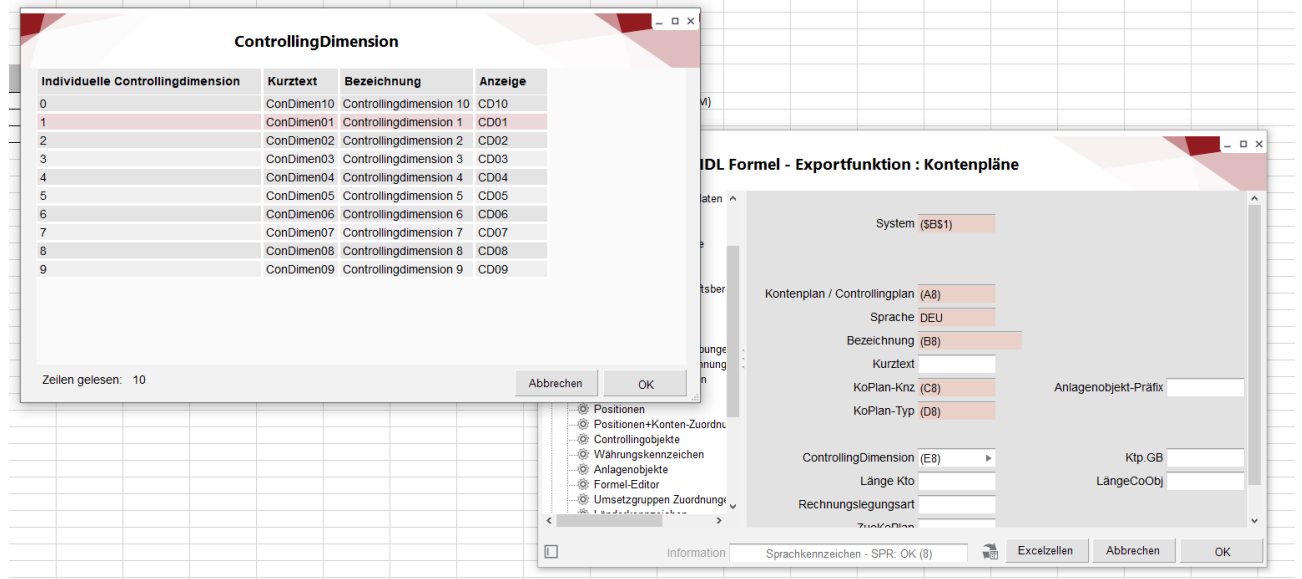 ControllingDimension
Individuelle Controllingdimension Kurztext Bezeichnung Anzeige
0 ConDimen10 Controllingdimension 10 CD10
1 ConDimen01 Controllingdimension 1 CD01
2 ConDimen02 Controllingdimension 2 CD02
3 ConDimen03 Controllingdimension 3 CD03
4 ConDimen04 Controllingdimension 4 CD04
5 ConDimen05 Controllingdimension 5 CD05
6 ConDimen06 Controllingdimension 6 CD06
7 ConDimen07 Controllingdimension 7 CD07
8 ConDimen08 Controllingdimension 8 CD08
9 ConDimen09 Controllingdimension 9 CD09
Zeilen gelesen: 10
Abbrechen OK
IDL Formel - Exportfunktion : Kontenpläne
Positionen
Positionen+Konten-Zuordnu
Controllingobjekte
Währungskennzeichen
Anlagenobjekte
Formel-Editor
Umsetzgruppen Zuordnunge
System ($B$1)
Kontenplan / Controllingplan (A8)
Sprache DEU
Bezeichnung (B8)
Kurztext
KoPlan-Knz (C8) Anlagenobjekt-Präfix
KoPlan-Typ (D8)
ControllingDimension (E8) Ktp.GB
Länge Kto LängeCoObj
Rechnungslegungsart
ZuoKoPlan
Information Sprachkennzeichen - SPR: OK (8)
Excelzellen Abbrechen OK